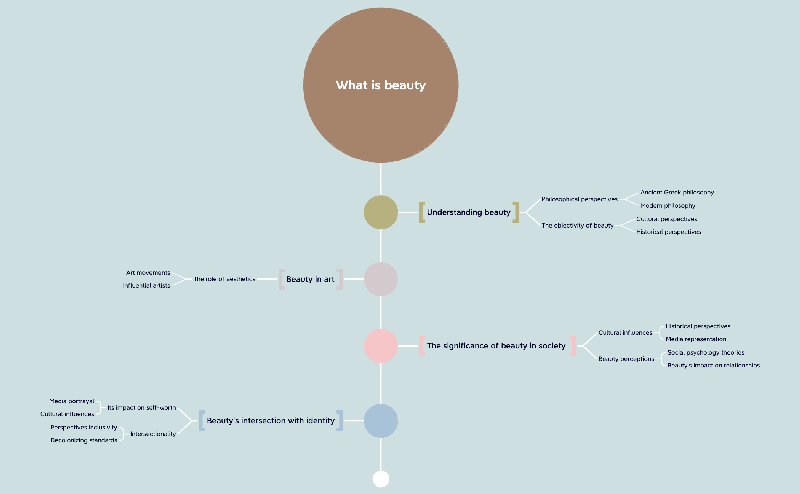 What is beauty
Understanding beauty
Philosophical perspectives
Ancient Greek philosophy
Modern philosophy
The objectivity of beauty
Cultural perspectives
Historical perspectives
Beauty in art
The role of aesthetics
Art movements
Influential artists
The significance of beauty in society
Cultural influences
Historical perspectives
Media representation
Beauty perceptions
Social psychology theories
Beauty's impact on relationships
Beauty's intersection with identity
Its impact on self-worth
Media portrayal
Cultural influences
Intersectionality
Perspectives inclusivity
Decolonizing standards